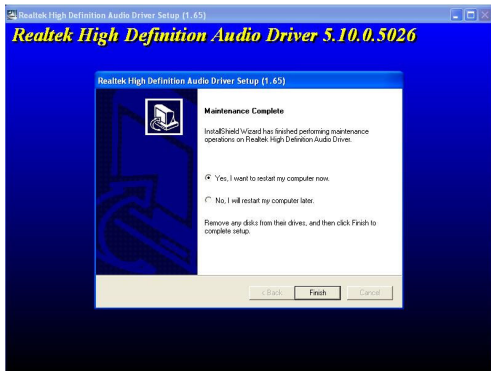 Realtek High Definition Audio Driver Setup (1.65)
Realtek High Definition Audio Driver 5.10.0.5026
Realtek High Definition Audio Driver Setup (1.65)
Maintenance Complete
InstallShield Wizard has finished performing maintenance
operations on Realtek High Definition Audio Driver.
Yes, I want to restart my computer now.
No, I will restart my computer later.
Remove any disks from their drives, and then click Finish to
complete setup.
< Back Finish Cancel